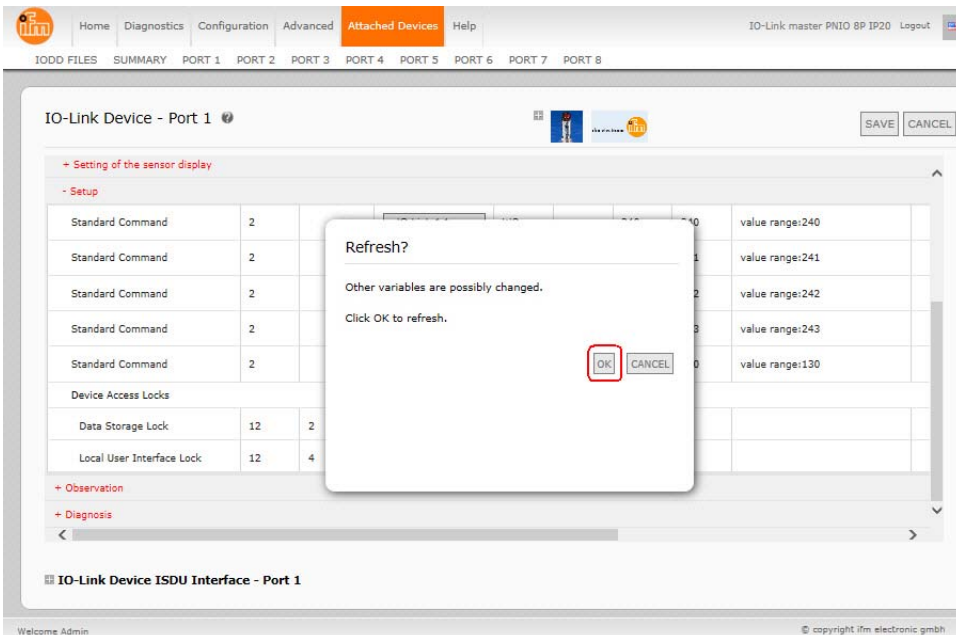 ifm
Home Diagnostics Configuration Advanced Attached Devices Help
IO-Link master PNIO 8P IP20 Logout
IODD FILES SUMMARY PORT 1 PORT 2 PORT 3 PORT 4 PORT 5 PORT 6 PORT 7 PORT 8
IO-Link Device - Port 1
SAVE CANCEL
+ Setting of the sensor display
- Setup
Standard Command 2 value range:240
Standard Command 2 value range:241
Standard Command 2 value range:242
Standard Command 2 value range:243
Standard Command 2 value range:130
Device Access Locks
Data Storage Lock 12 2
Local User Interface Lock 12 4
+ Observation
+ Diagnosis
Refresh?
Other variables are possibly changed.
Click OK to refresh.
OK CANCEL
IO-Link Device ISDU Interface - Port 1
Welcome Admin
© copyright ifm electronic gmbh